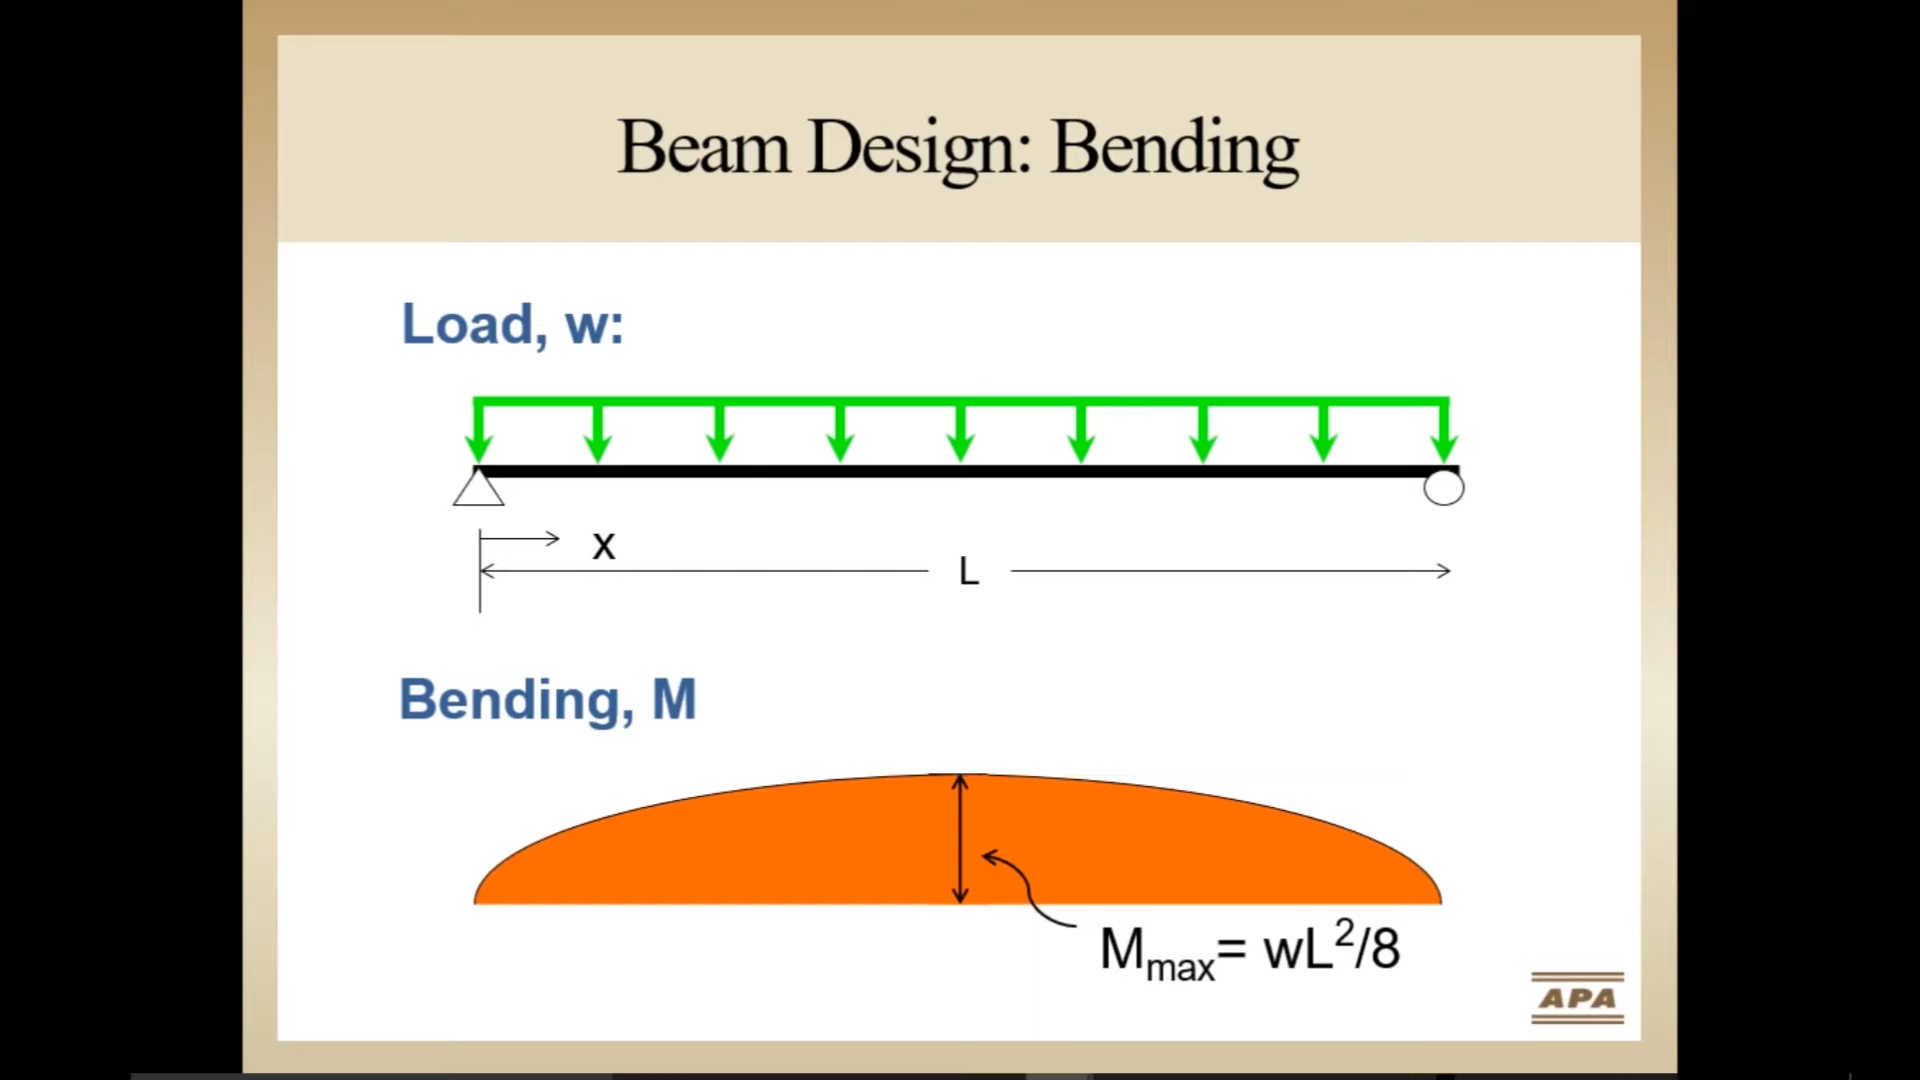 Beam Design: Bending
Load, w:
x
L
Bending, M
Mmax= wL²/8
APA